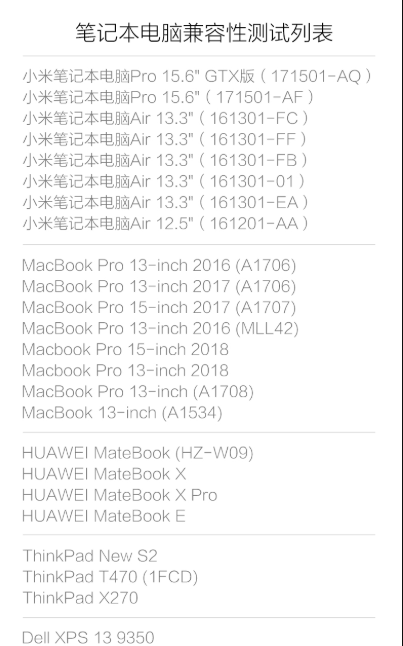 笔记本电脑兼容性测试列表
小米笔记本电脑Pro 15.6" GTX版（171501-AQ）
小米笔记本电脑Pro 15.6"（171501-AF）
小米笔记本电脑Air 13.3"（161301-FC）
小米笔记本电脑Air 13.3"（161301-FF）
小米笔记本电脑Air 13.3"（161301-FB）
小米笔记本电脑Air 13.3"（161301-01）
小米笔记本电脑Air 13.3"（161301-EA）
小米笔记本电脑Air 12.5"（161201-AA）
MacBook Pro 13-inch 2016 (A1706)
MacBook Pro 13-inch 2017 (A1706)
MacBook Pro 15-inch 2017 (A1707)
MacBook Pro 13-inch 2016 (MLL42)
Macbook Pro 15-inch 2018
Macbook Pro 13-inch 2018
MacBook Pro 13-inch (A1708)
MacBook 13-inch (A1534)
HUAWEI MateBook (HZ-W09)
HUAWEI MateBook X
HUAWEI MateBook X Pro
HUAWEI MateBook E
ThinkPad New S2
ThinkPad T470 (1FCD)
ThinkPad X270
Dell XPS 13 9350